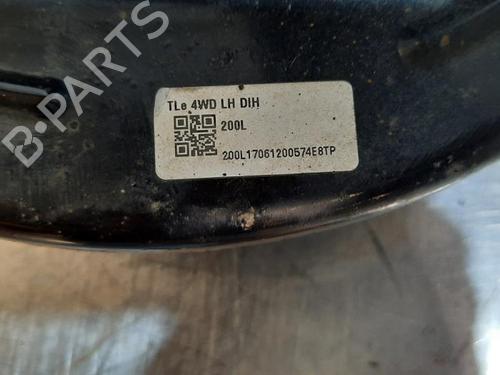 TLe 4WD LH DIH
200L
200L17061200574E8TP
B-PARTS